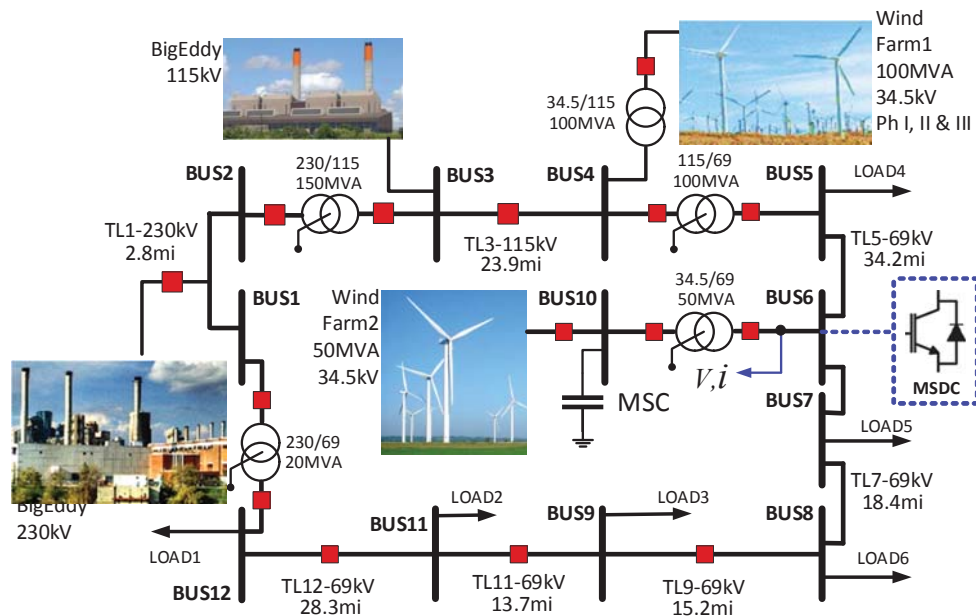 BigEddy
115kV
Wind
Farm1
100MVA
34.5kV
Ph I, II & III
34.5/115
100MVA
BUS2
230/115
150MVA
BUS3
BUS4
115/69
100MVA
BUS5
LOAD4
TL1-230kV
2.8mi
TL3-115kV
23.9mi
TL5-69kV
34.2mi
BUS1
Wind
Farm2
50MVA
34.5kV
BUS10
34.5/69
50MVA
BUS6
MSDC
V,i
MSC
BUS7
LOAD5
230/69
20MVA
TL7-69kV
18.4mi
BigEddy
230kV
LOAD1
BUS12
BUS11
LOAD2
BUS9
LOAD3
BUS8
LOAD6
TL12-69kV
28.3mi
TL11-69kV
13.7mi
TL9-69kV
15.2mi